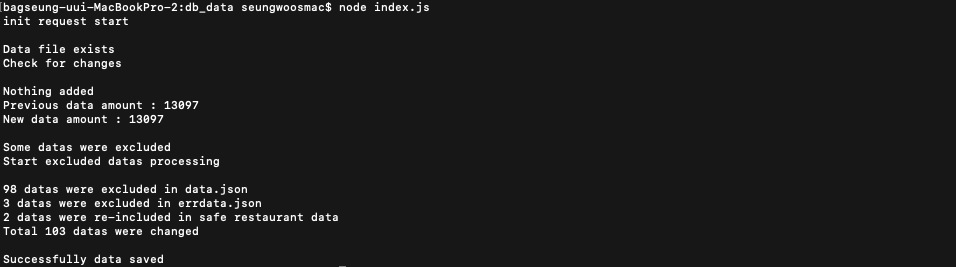 [bagseung-uui-MacBookPro-2:db_data seungwoosmac$ node index.js
init request start
Data file exists
Check for changes
Nothing added
Previous data amount : 13097
New data amount : 13097
Some datas were excluded
Start excluded datas processing
98 datas were excluded in data.json
3 datas were excluded in errdata.json
2 datas were re-included in safe restaurant data
Total 103 datas were changed
Successfully data saved